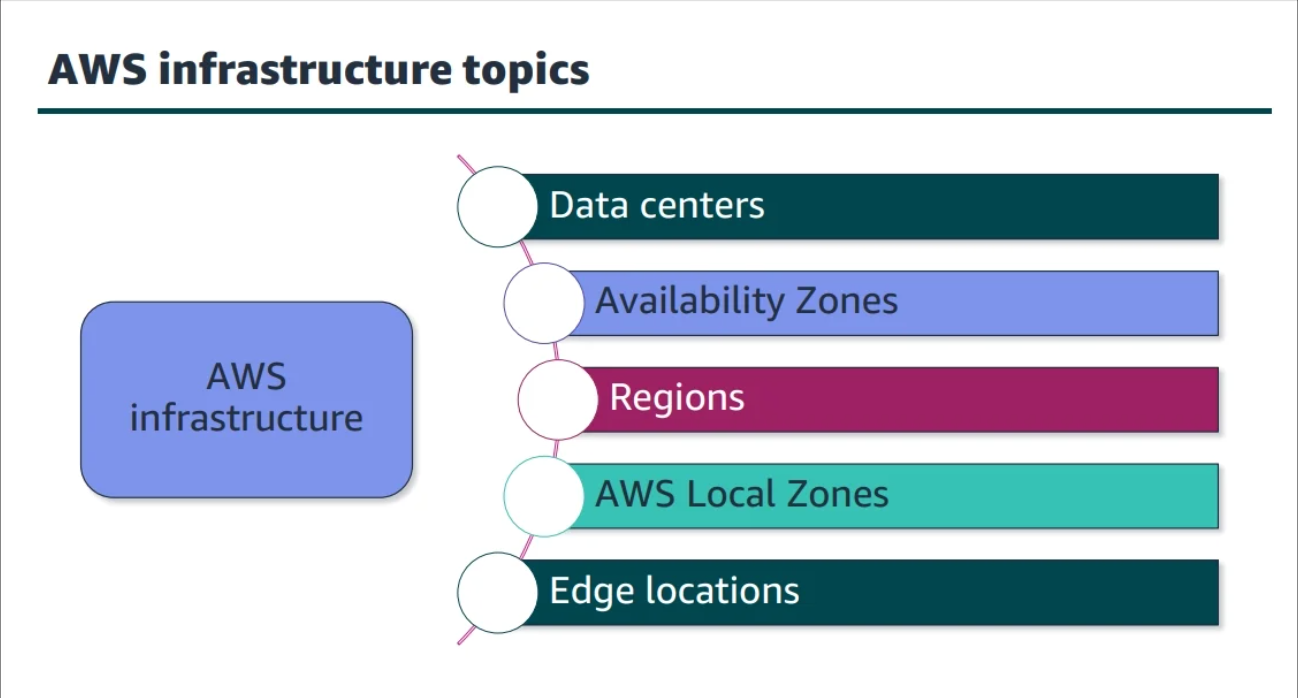 AWS infrastructure topics
AWS
infrastructure
Data centers
Availability Zones
Regions
AWS Local Zones
Edge locations